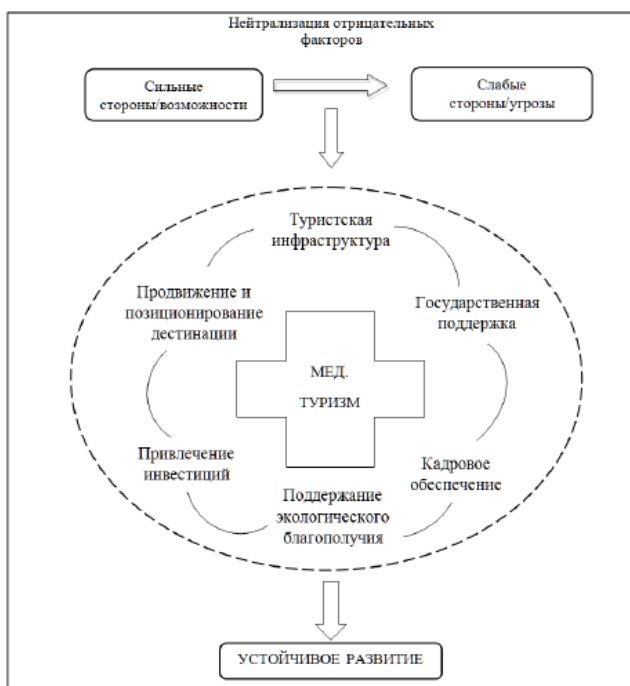 Нейтрализация отрицательных
факторов
Сильные
стороны/возможности
Слабые
стороны/угрозы
Туристская
инфраструктура
Продвижение и
позиционирование
дестинации
Государственная
поддержка
МЕД.
ТУРИЗМ
Привлечение
инвестиций
Кадровое
обеспечение
Поддержание
экологического
благополучия
УСТОЙЧИВОЕ РАЗВИТИЕ